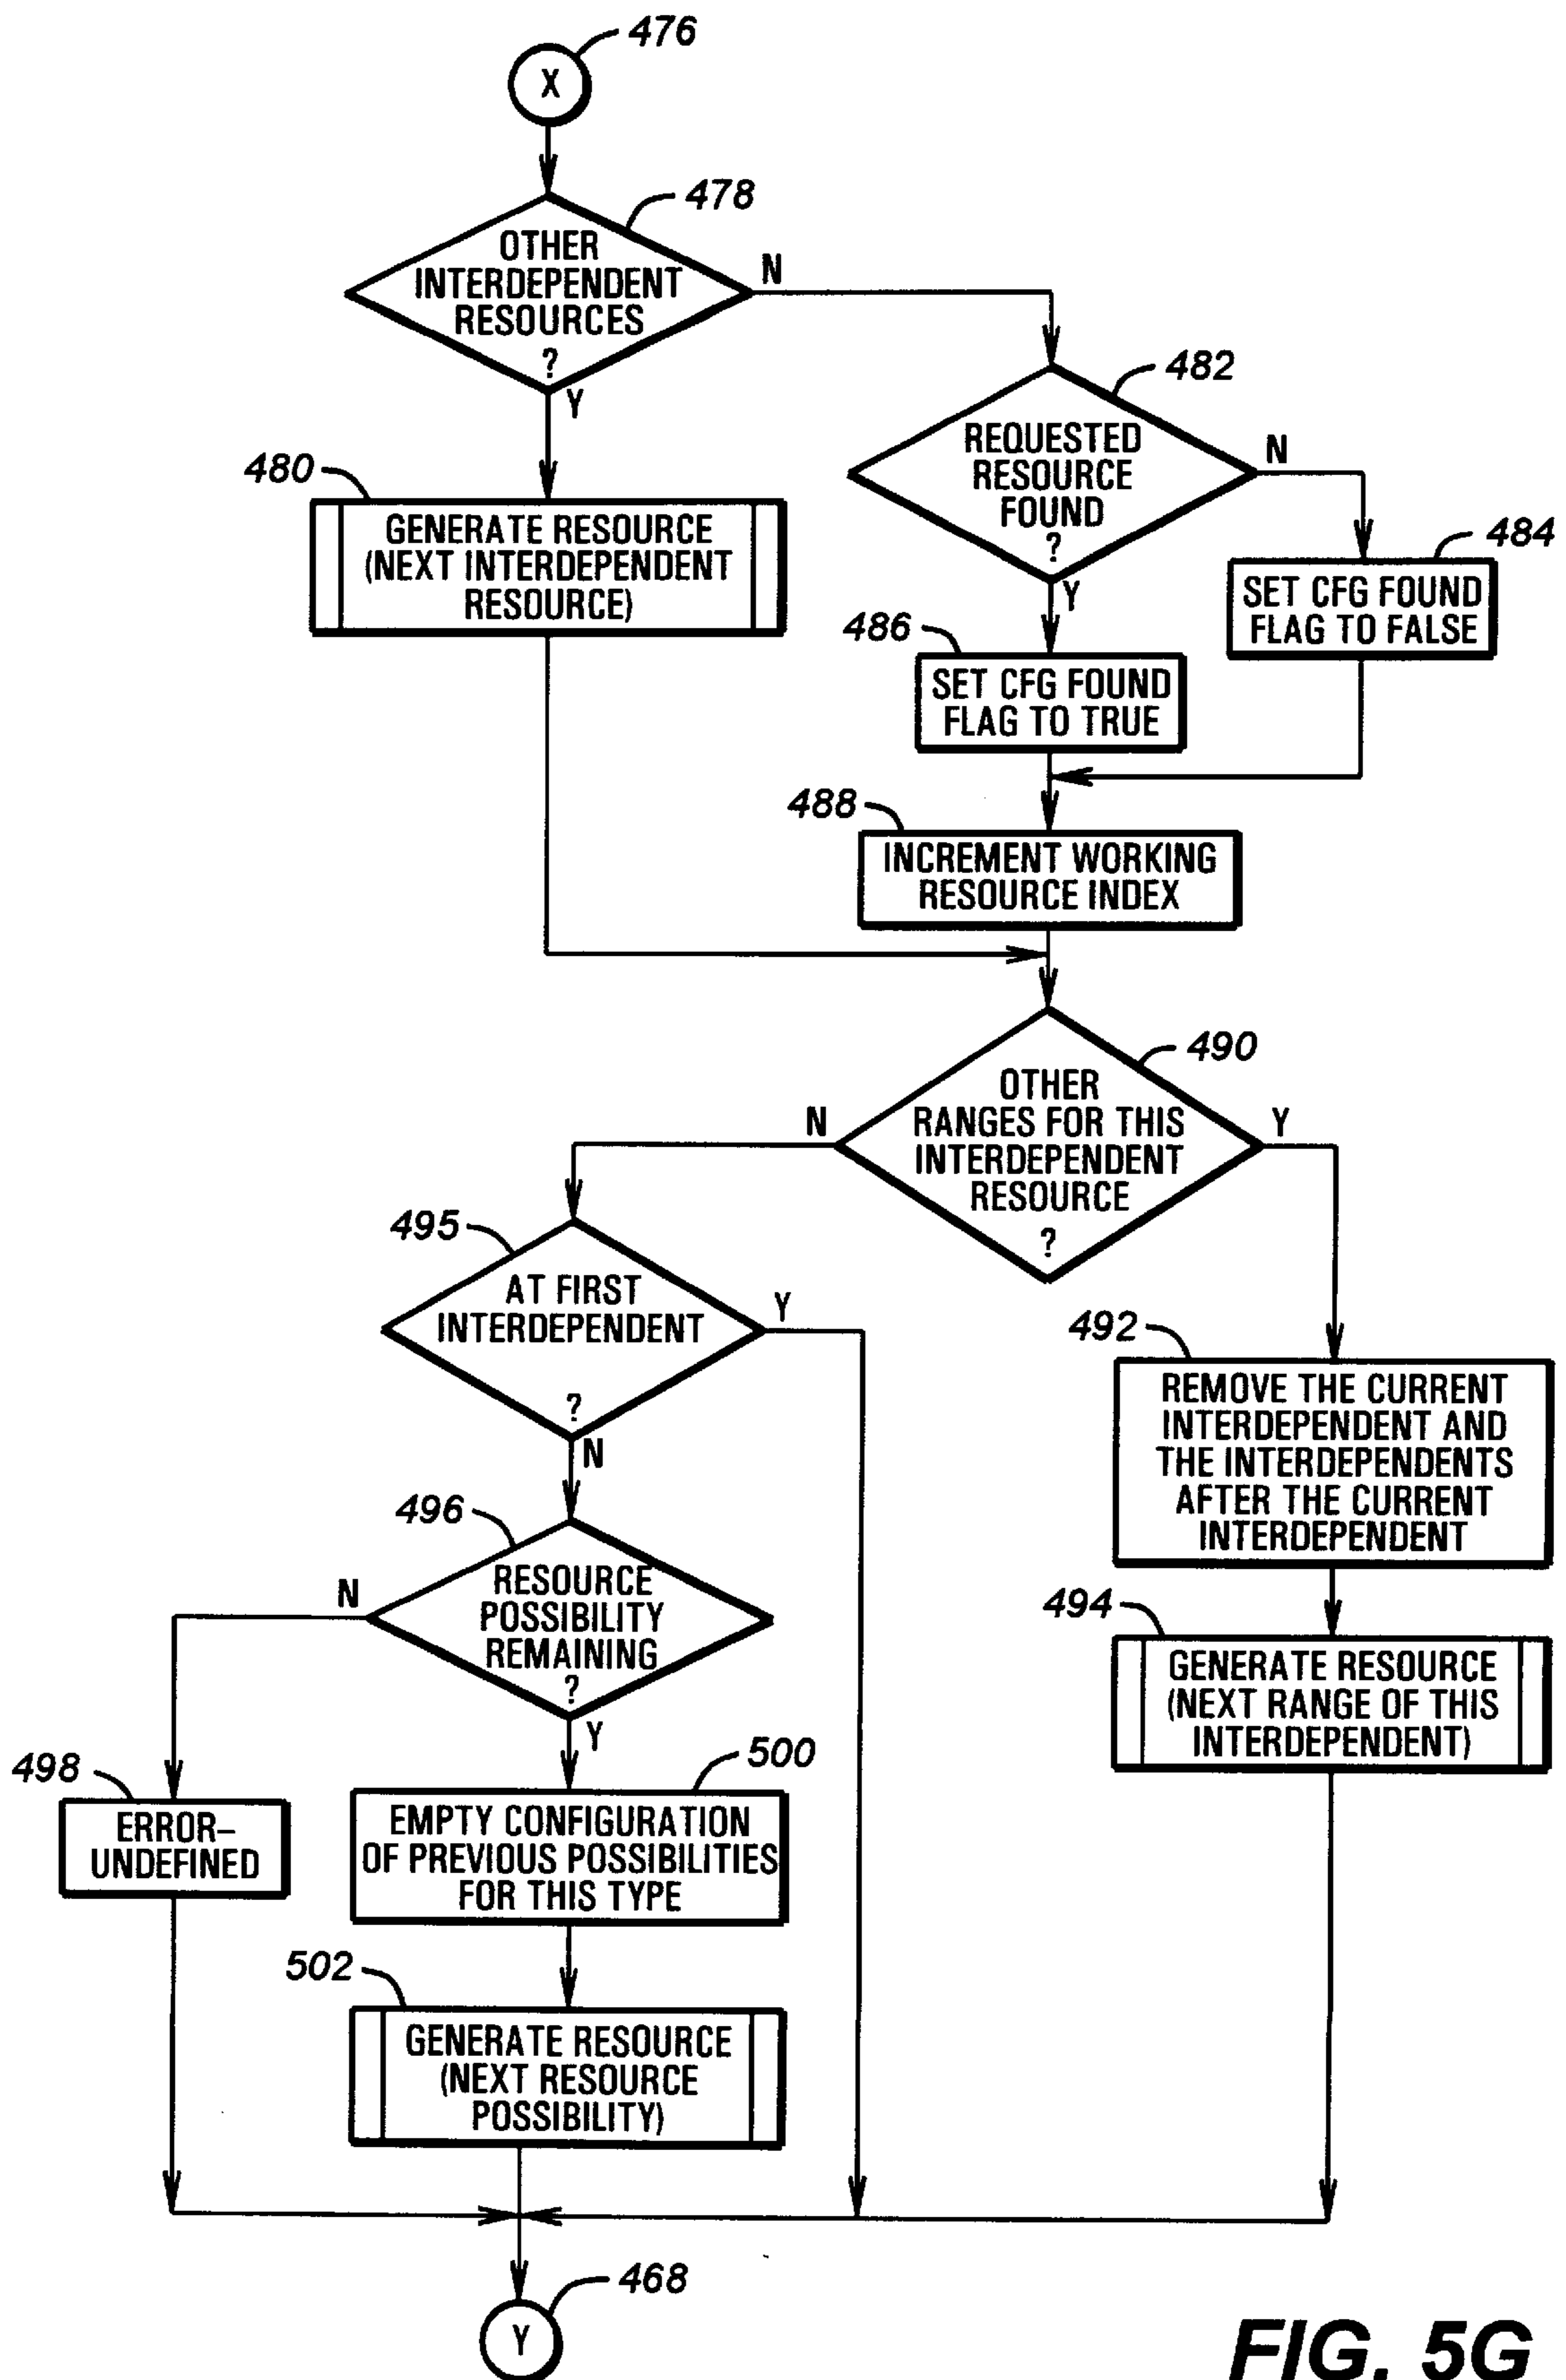 476
X
478
OTHER
INTERDEPENDENT
RESOURCES
?
N
Y
482
REQUESTED
RESOURCE
FOUND
?
N
Y
480
GENERATE RESOURCE
(NEXT INTERDEPENDENT
RESOURCE)
484
SET CFG FOUND
FLAG TO FALSE
486
SET CFG FOUND
FLAG TO TRUE
488
INCREMENT WORKING
RESOURCE INDEX
490
OTHER
RANGES FOR THIS
INTERDEPENDENT
RESOURCE
?
N
Y
495
AT FIRST
INTERDEPENDENT
?
Y
N
492
REMOVE THE CURRENT
INTERDEPENDENT AND
THE INTERDEPENDENTS
AFTER THE CURRENT
INTERDEPENDENT
496
RESOURCE
POSSIBILITY
REMAINING
?
N
Y
494
GENERATE RESOURCE
(NEXT RANGE OF THIS
INTERDEPENDENT)
498
ERROR-
UNDEFINED
500
EMPTY CONFIGURATION
OF PREVIOUS POSSIBILITIES
FOR THIS TYPE
502
GENERATE RESOURCE
(NEXT RESOURCE
POSSIBILITY)
468
Y
FIG. 5G